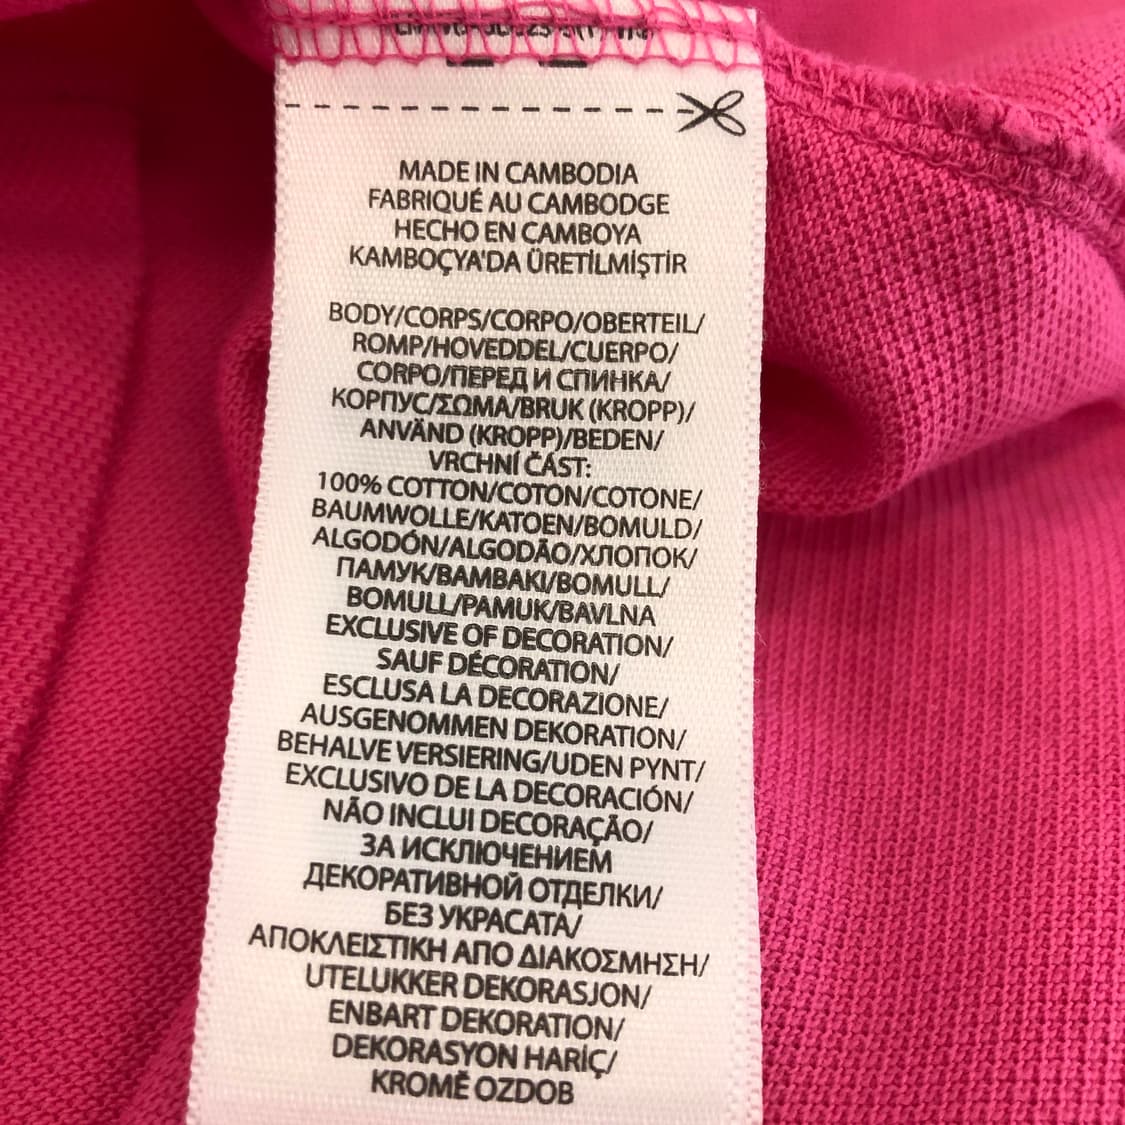 MADE IN CAMBODIA
FABRIQUÉ AU CAMBODGE
HECHO EN CAMBOYA
KAMBOÇYA'DA ÜRETİLMİŞTİR
BODY/CORPS/CORPO/OBERTEIL/
ROMP/HOVEDDEL/CUERPO/
CORPO/ПЕРЕД И СПИНКА/
КОРПУС/ΣΩΜΑ/BRUK (KROPP)/
ANVÄND (KROPP)/BEDEN/
VRCHNÍ ČÁST:
100% COTTON/COTON/COTONE/
BAUMWOLLE/KATOEN/BOMULD/
ALGODÓN/ALGODÃO/ХЛОПОК/
ПАМУК/BAMBAKI/BOMULL/
BOMULL/PAMUK/BAVLNA
EXCLUSIVE OF DECORATION/
SAUF DÉCORATION/
ESCLUSA LA DECORAZIONE/
AUSGENOMMEN DEKORATION/
BEHALVE VERSIERING/UDEN PYNT/
EXCLUSIVO DE LA DECORACIÓN/
NÃO INCLUI DECORAÇÃO/
ЗА ИСКЛЮЧЕНИЕМ
ДЕКОРАТИВНОЙ ОТДЕЛКИ/
БЕЗ УКРАСАТА/
ΑΠΟΚΛΕΙΣΤΙΚΗ ΑΠΟ ΔΙΑΚΟΣΜΗΣΗ/
UTELUKKER DEKORASJON/
ENBART DEKORATION/
DEKORASYON HARİÇ/
KROMĚ OZDOB